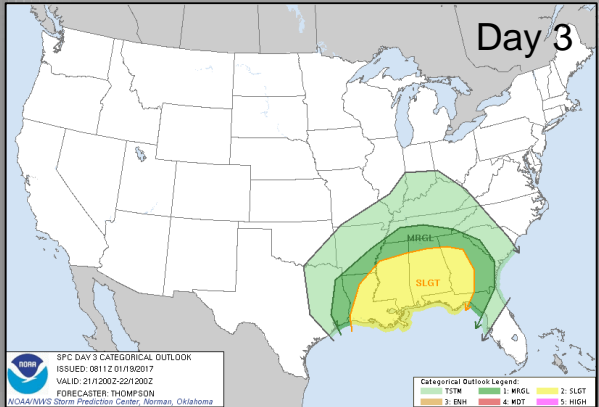 Day 3
MRGL
SLGT
NOAA
SPC DAY 3 CATEGORICAL OUTLOOK
ISSUED: 0811Z 01/19/2017
VALID: 21/1200Z-22/1200Z
FORECASTER: THOMPSON
NOAA/NWS Storm Prediction Center, Norman, Oklahoma
Categorical Outlook Legend:
TSTM 1: MRGL 2: SLGT
3: ENH 4: MDT 5: HIGH